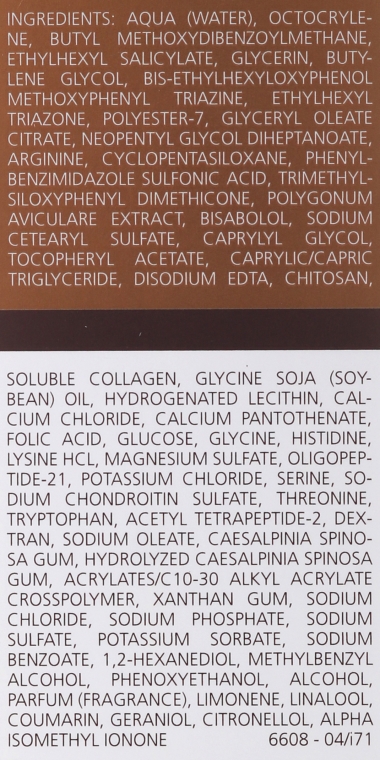 INGREDIENTS: AQUA (WATER), OCTOCRYLE-
NE, BUTYL METHOXYDIBENZOYLMETHANE,
ETHYLHEXYL SALICYLATE, GLYCERIN, BUTY-
LENE GLYCOL, BIS-ETHYLHEXYLOXYPHENOL
METHOXYPHENYL TRIAZINE, ETHYLHEXYL
TRIAZONE, POLYESTER-7, GLYCERYL OLEATE
CITRATE, NEOPENTYL GLYCOL DIHEPTANOATE,
ARGININE, CYCLOPENTASILOXANE, PHENYL-
BENZIMIDAZOLE SULFONIC ACID, TRIMETHYL-
SILOXYPHENYL DIMETHICONE, POLYGONUM
AVICULARE EXTRACT, BISABOLOL, SODIUM
CETEARYL SULFATE, CAPRYLYL GLYCOL,
TOCOPHERYL ACETATE, CAPRYLIC/CAPRIC
TRIGLYCERIDE, DISODIUM EDTA, CHITOSAN,
SOLUBLE COLLAGEN, GLYCINE SOJA (SOY-
BEAN) OIL, HYDROGENATED LECITHIN, CAL-
CIUM CHLORIDE, CALCIUM PANTOTHENATE,
FOLIC ACID, GLUCOSE, GLYCINE, HISTIDINE,
LYSINE HCL, MAGNESIUM SULFATE, OLIGOPEP-
TIDE-21, POTASSIUM CHLORIDE, SERINE, SO-
DIUM CHONDROITIN SULFATE, THREONINE,
TRYPTOPHAN, ACETYL TETRAPEPTIDE-2, DEX-
TRAN, SODIUM OLEATE, CAESALPINIA SPINO-
SA GUM, HYDROLYZED CAESALPINIA SPINOSA
GUM, ACRYLATES/C10-30 ALKYL ACRYLATE
CROSSPOLYMER, XANTHAN GUM, SODIUM
CHLORIDE, SODIUM PHOSPHATE, SODIUM
SULFATE, POTASSIUM SORBATE, SODIUM
BENZOATE, 1,2-HEXANEDIOL, METHYLBENZYL
ALCOHOL, PHENOXYETHANOL, ALCOHOL,
PARFUM (FRAGRANCE), LIMONENE, LINALOOL,
COUMARIN, GERANIOL, CITRONELLOL, ALPHA
ISOMETHYL IONONE 6608 - 04/i71